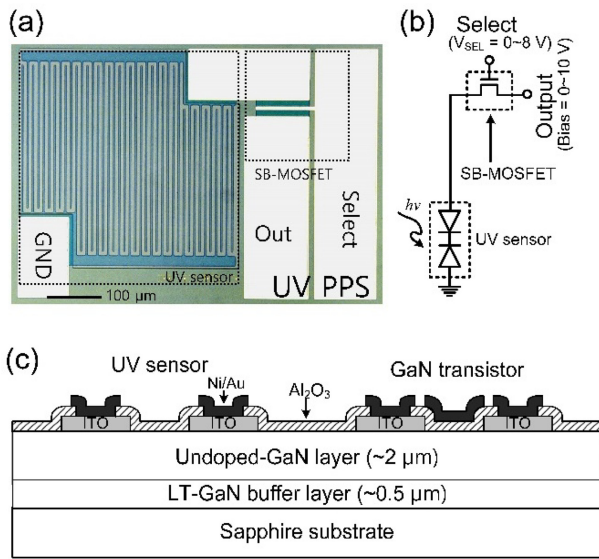 (a)
GND
UV sensor
100 µm
SB-MOSFET
Out
Select
UV PPS
(b)
Select
(V_SEL = 0~8 V)
Output
(Bias = 0~10 V)
SB-MOSFET
hν
UV sensor
(c)
UV sensor
Ni/Au
Al₂O₃
GaN transistor
ITO
ITO
ITO
ITO
Undoped-GaN layer (~2 µm)
LT-GaN buffer layer (~0.5 µm)
Sapphire substrate